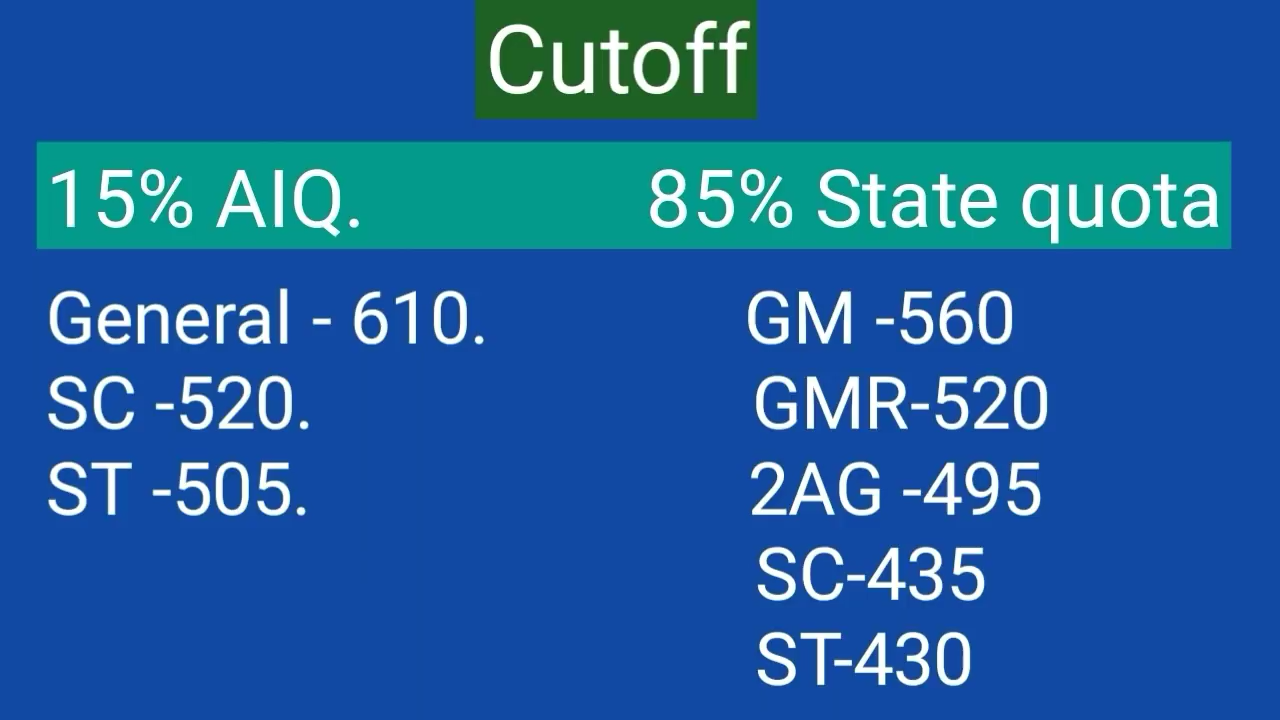 Cutoff
15% AIQ. 85% State quota
General - 610. GM -560
SC -520. GMR-520
ST -505. 2AG -495
SC-435
ST-430